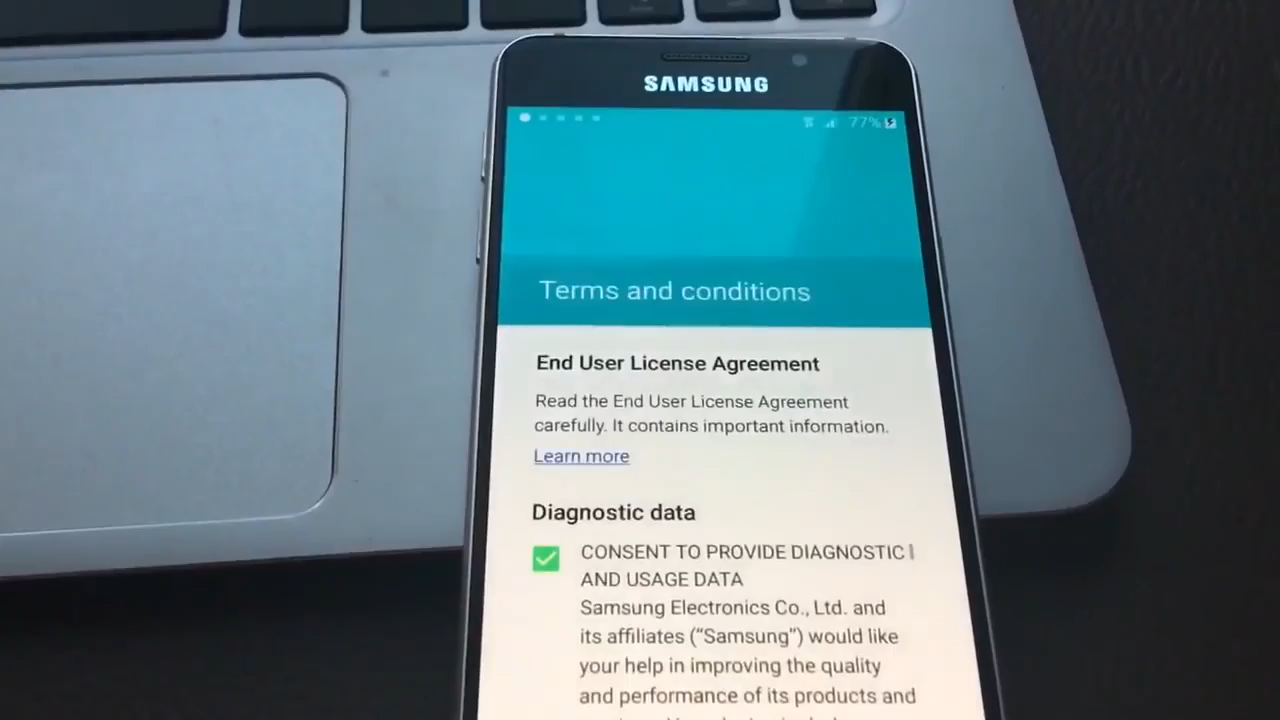 SAMSUNG
77%
Terms and conditions
End User License Agreement
Read the End User License Agreement
carefully. It contains important information.
Learn more
Diagnostic data
CONSENT TO PROVIDE DIAGNOSTIC
AND USAGE DATA
Samsung Electronics Co., Ltd. and
its affiliates (“Samsung”) would like
your help in improving the quality
and performance of its products and